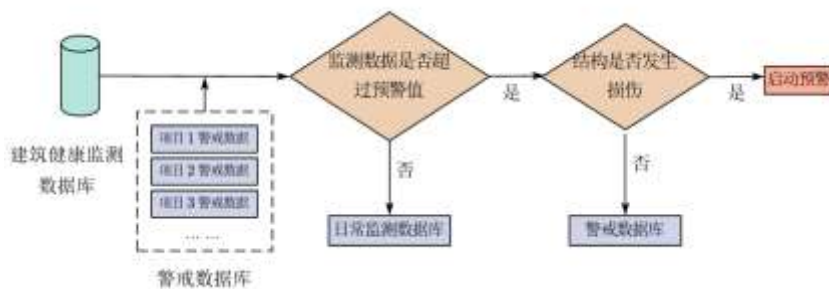 监测数据是否超
过预警值
结构是否发生
损伤
启动预警
是
是
建筑健康监测
数据库
项目1警戒数据
项目2警戒数据
项目3警戒数据
... ...
警戒数据库
否
否
日常监测数据库
警戒数据库